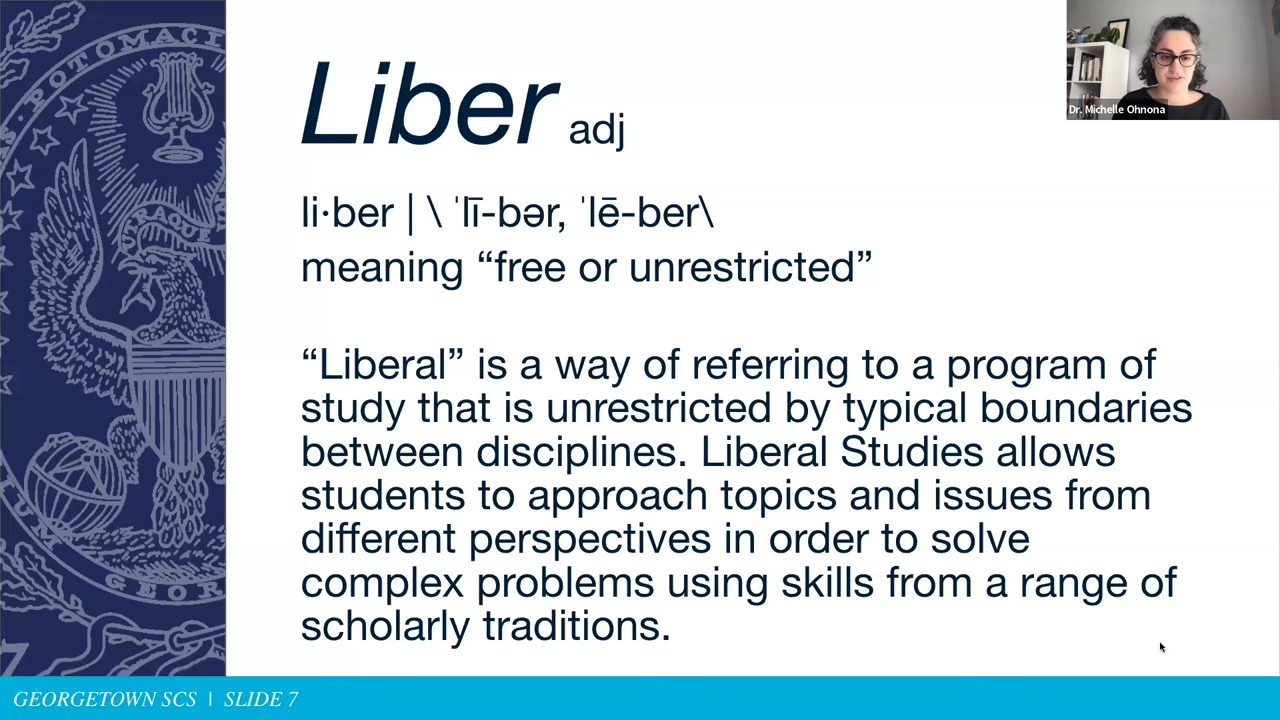 POTOMACI
UTRAQUE
GEOR
Liber adj
li·ber | \ ˈlī-bər, ˈlē-ber\
meaning “free or unrestricted”
“Liberal” is a way of referring to a program of
study that is unrestricted by typical boundaries
between disciplines. Liberal Studies allows
students to approach topics and issues from
different perspectives in order to solve
complex problems using skills from a range of
scholarly traditions.
Dr. Michelle Ohnona
GEORGETOWN SCS | SLIDE 7